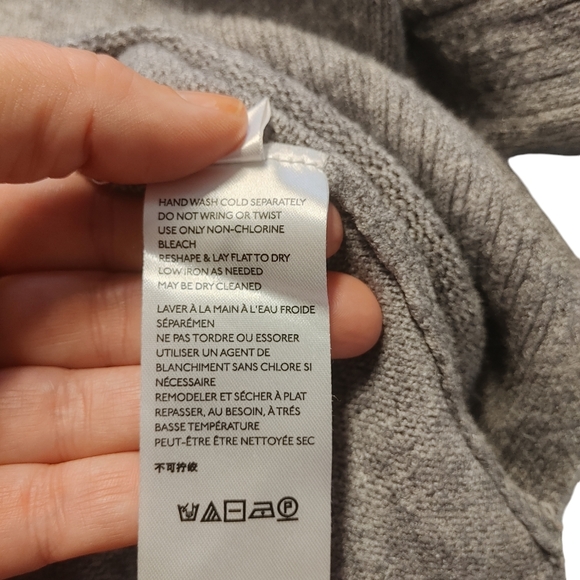 HAND WASH COLD SEPARATELY
DO NOT WRING OR TWIST
USE ONLY NON-CHLORINE
BLEACH
RESHAPE & LAY FLAT TO DRY
LOW IRON AS NEEDED
MAY BE DRY CLEANED
LAVER À LA MAIN À L'EAU FROIDE
SÉPARÉMEN
NE PAS TORDRE OU ESSORER
UTILISER UN AGENT DE
BLANCHIMENT SANS CHLORE SI
NÉCESSAIRE
REMODELER ET SÉCHER À PLAT
REPASSER, AU BESOIN, À TRÉS
BASSE TEMPÉRATURE
PEUT-ÊTRE ÊTRE NETTOYÉE SEC
不可拧绞
P